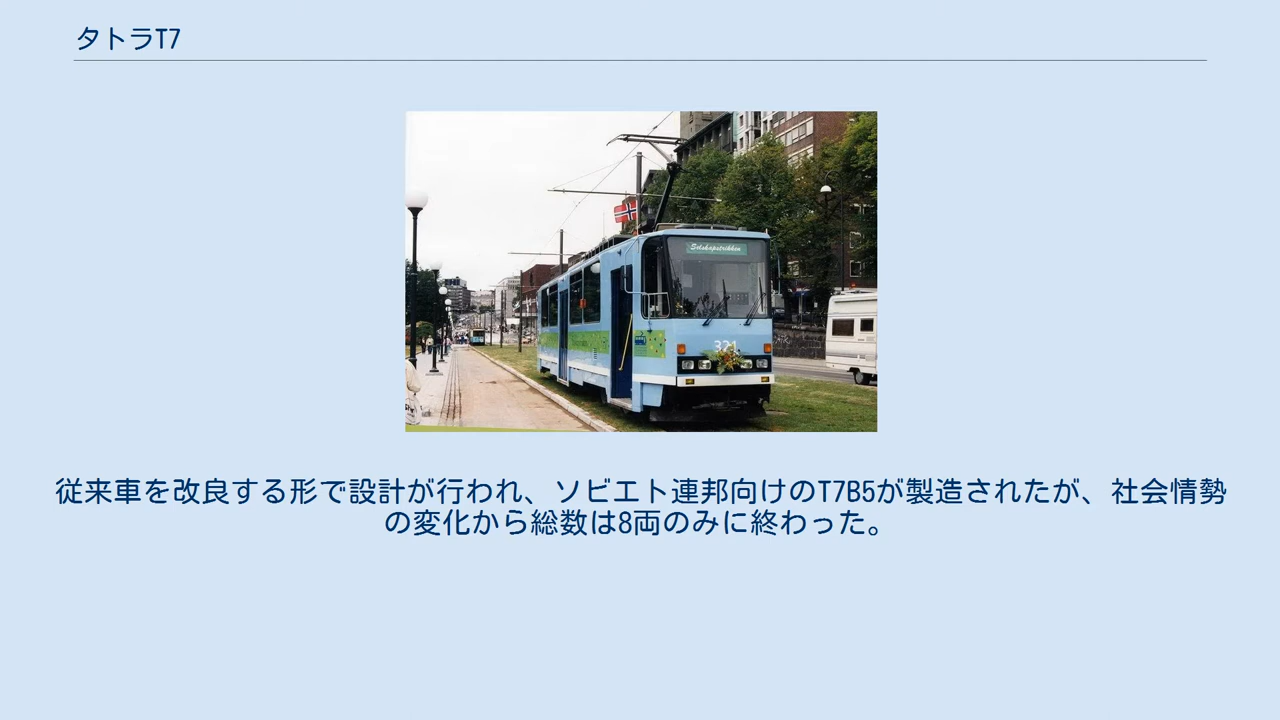 タトラT7
Selskapstrikken
321
従来車を改良する形で設計が行われ、ソビエト連邦向けのT7B5が製造されたが、社会情勢
の変化から総数は8両のみに終わった。